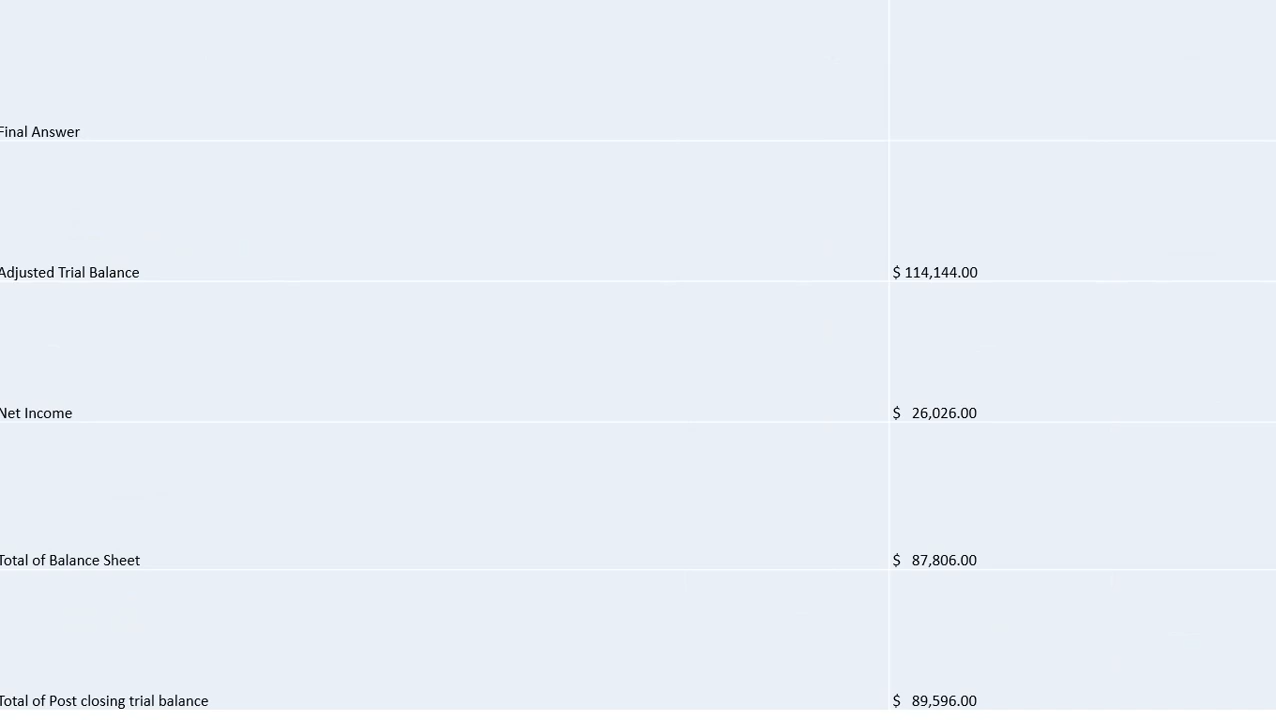 Final Answer
Adjusted Trial Balance $ 114,144.00
Net Income $ 26,026.00
Total of Balance Sheet $ 87,806.00
Total of Post closing trial balance $ 89,596.00